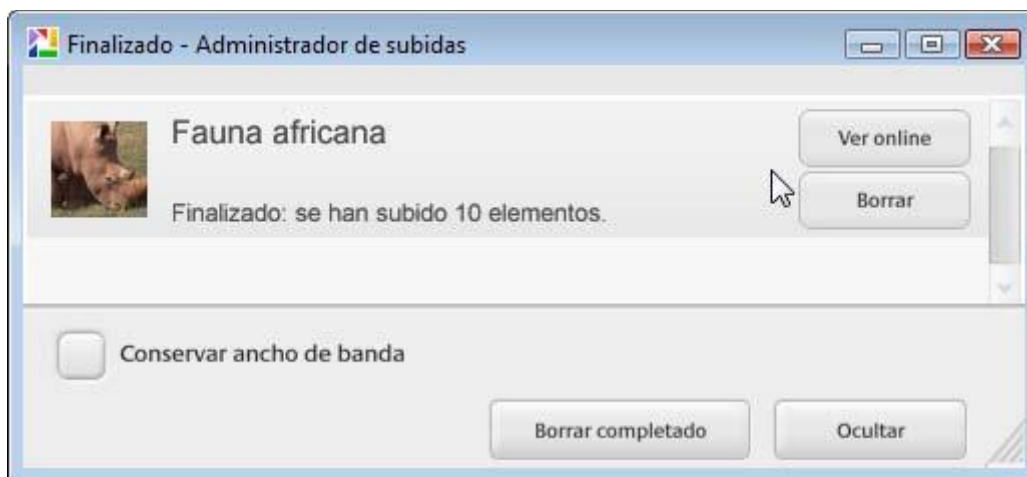 Finalizado - Administrador de subidas
Fauna africana
Ver online
Finalizado: se han subido 10 elementos.
Borrar
Conservar ancho de banda
Borrar completado
Ocultar